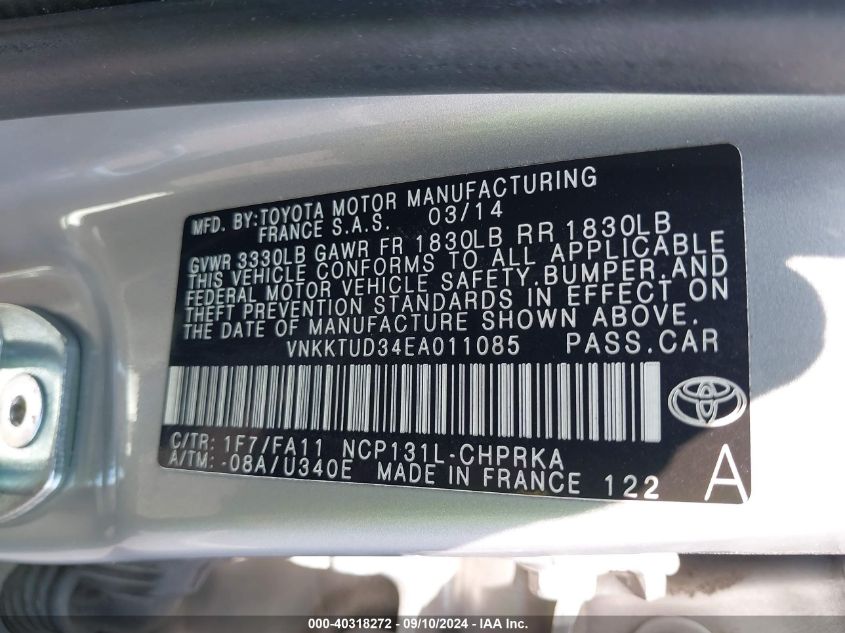 MFD. BY:TOYOTA MOTOR MANUFACTURING
FRANCE S.A.S. 03/14
GVWR 3330LB GAWR FR 1830LB RR 1830LB
THIS VEHICLE CONFORMS TO ALL APPLICABLE
FEDERAL MOTOR VEHICLE SAFETY,BUMPER,AND
THEFT PREVENTION STANDARDS IN EFFECT ON
THE DATE OF MANUFACTURE SHOWN ABOVE.
VNKKTUD34EA011085 PASS.CAR
C/TR: 1F7/FA11 NCP131L-CHPRKA
A/TM: -08A/U340E MADE IN FRANCE 122 A
000-40318272 - 09/10/2024 - IAA Inc.